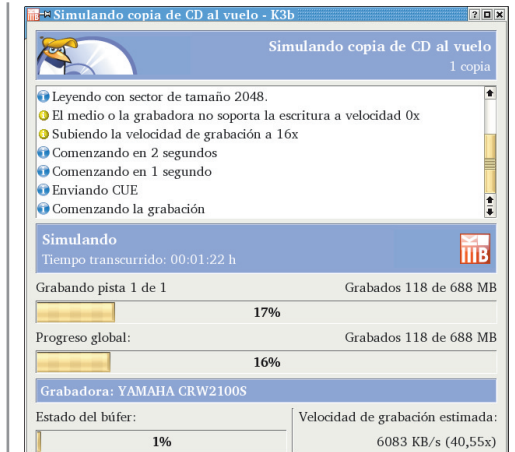 Simulando copia de CD al vuelo - K3b
Simulando copia de CD al vuelo
1 copia
Leyendo con sector de tamaño 2048.
El medio o la grabadora no soporta la escritura a velocidad 0x
Subiendo la velocidad de grabación a 16x
Comenzando en 2 segundos
Comenzando en 1 segundo
Enviando CUE
Comenzando la grabación
Simulando
Tiempo transcurrido: 00:01:22 h
Grabando pista 1 de 1 Grabados 118 de 688 MB
17%
Progreso global: Grabados 118 de 688 MB
16%
Grabadora: YAMAHA CRW2100S
Estado del búfer: Velocidad de grabación estimada:
1% 6083 KB/s (40,55x)